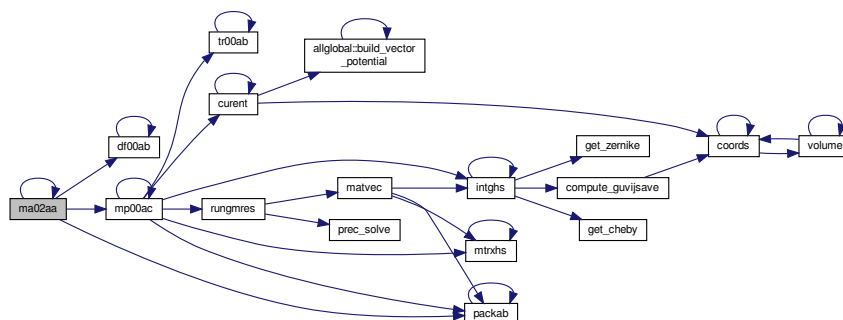 tr00ab
allglobal::build_vector
_potential
curent
df00ab
get_zernike
coords
volume
matvec
intghs
compute_guvijsave
ma02aa
mp00ac
rungmres
prec_solve
get_cheby
mtrxhs
packab